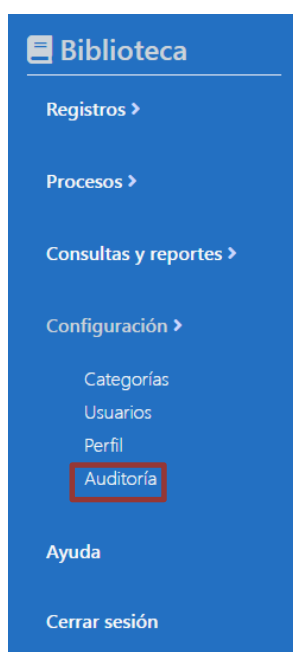 Biblioteca
Registros >
Procesos >
Consultas y reportes >
Configuración >
Categorías
Usuarios
Perfil
Auditoría
Ayuda
Cerrar sesión